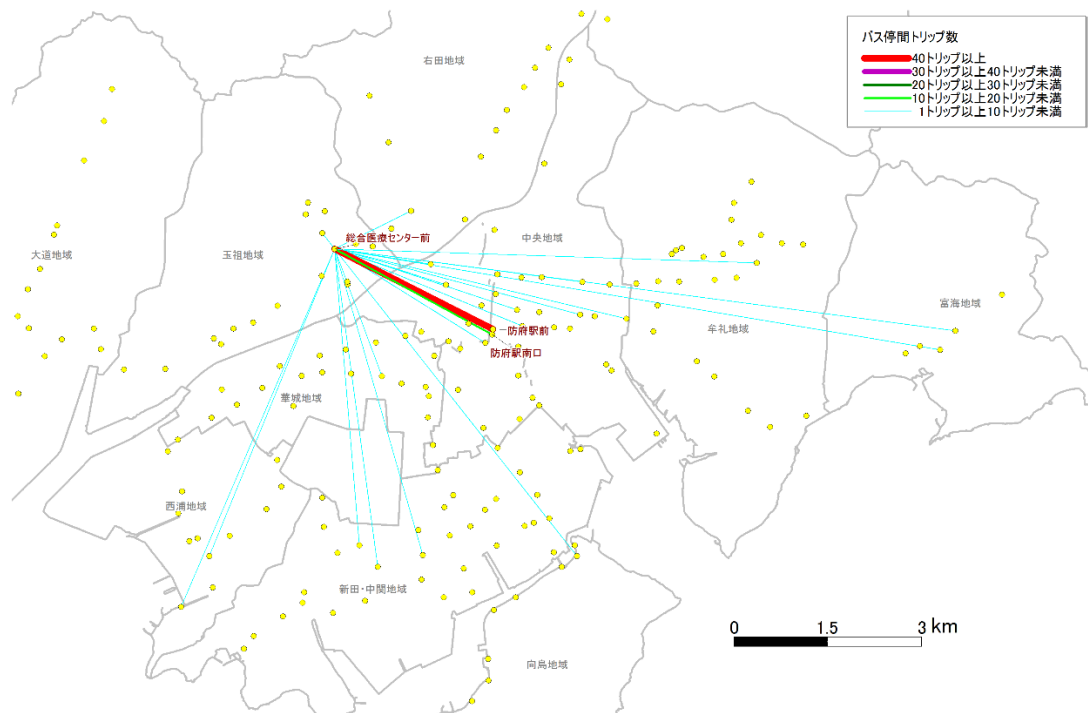 バス停間トリップ数
40トリップ以上
30トリップ以上40トリップ未満
20トリップ以上30トリップ未満
10トリップ以上20トリップ未満
1トリップ以上10トリップ未満
右田地域
総合医療センター前
中央地域
大道地域
玉祖地域
富海地域
牟礼地域
防府駅前
防府駅南口
華城地域
西浦地域
新田・中関地域
向島地域
0 1.5 3 km